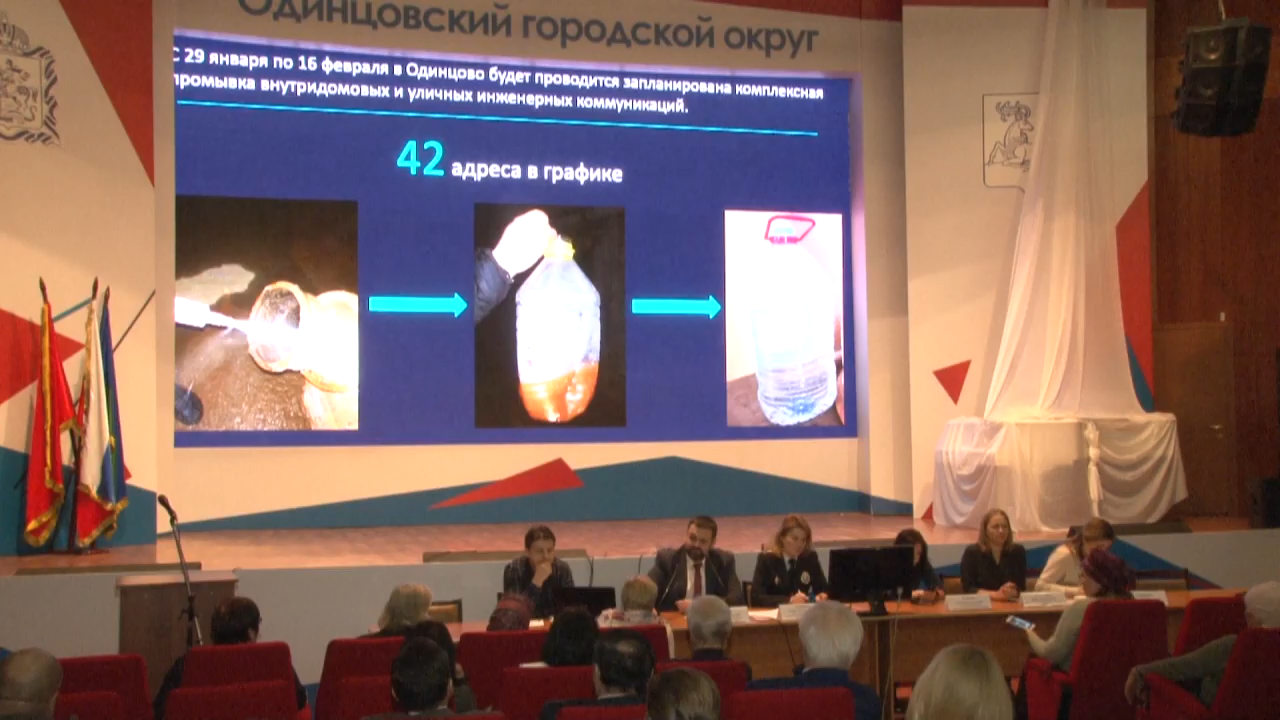 Одинцовский городской округ
С 29 января по 16 февраля в Одинцово будет проводится запланирована комплексная
промывка внутридомовых и уличных инженерных коммуникаций.
42 адреса в графике